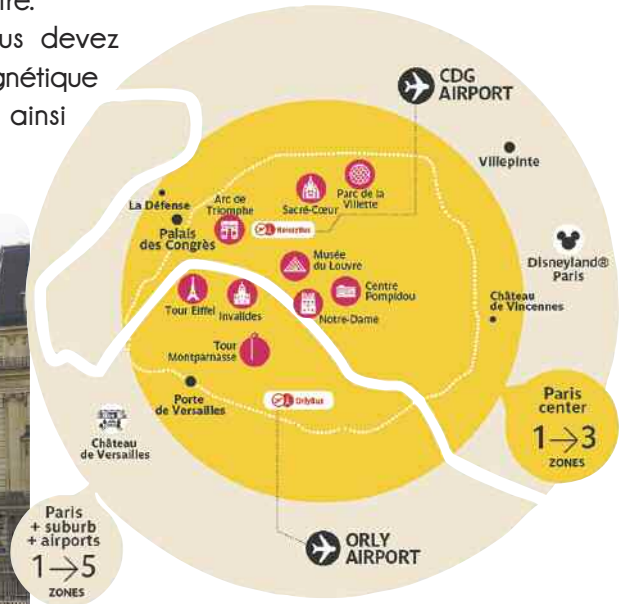 tre.
us devez
gnétique
ainsi
CDG
AIRPORT
Villepinte
La Défense
Arc de
Triomphe
Sacré-Cœur
Parc de la
Villette
Palais
des Congrès
RoissyBus
Musée
du Louvre
Disneyland®
Paris
Tour Eiffel
Invalides
Centre
Pompidou
Notre-Dame
Château
de Vincennes
Tour
Montparnasse
Porte
de Versailles
OrlyBus
Paris
center
1→3
ZONES
Château
de Versailles
Paris
+ suburb
+ airports
1→5
ZONES
ORLY
AIRPORT